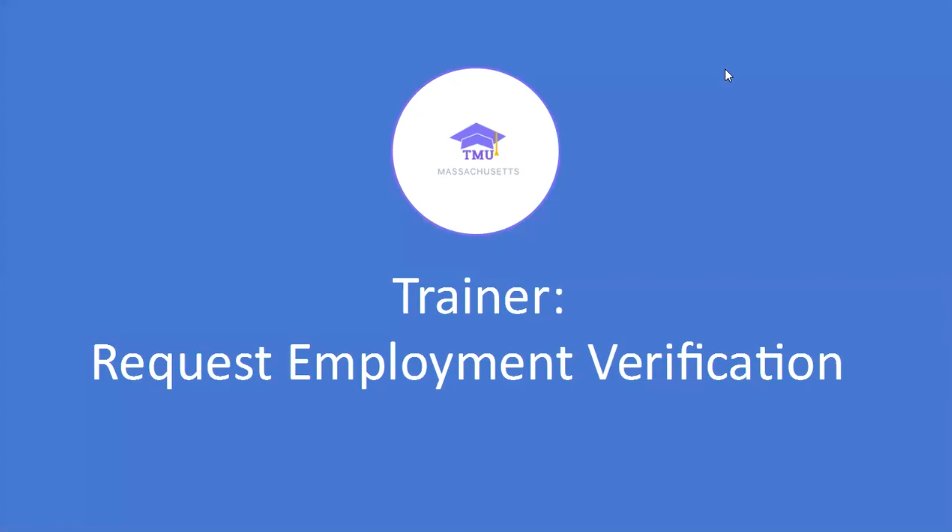 TMU
MASSACHUSETTS
Trainer:
Request Employment Verification